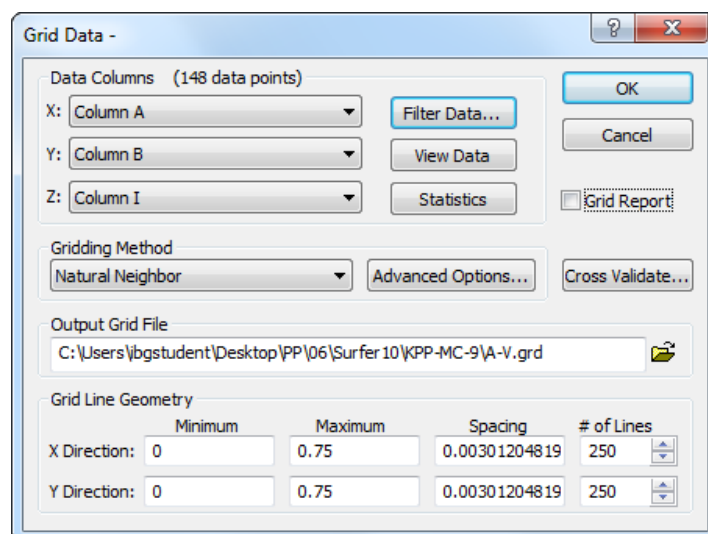 Grid Data -
Data Columns (148 data points)
OK
X: Column A
Filter Data...
Cancel
Y: Column B
View Data
Z: Column I
Statistics
Grid Report
Gridding Method
Natural Neighbor
Advanced Options...
Cross Validate...
Output Grid File
C:\Users\ibgstudent\Desktop\PP\06\Surfer10\KPP-MC-9\A-V.grd
Grid Line Geometry
Minimum Maximum Spacing # of Lines
X Direction: 0 0.75 0.00301204819 250
Y Direction: 0 0.75 0.00301204819 250